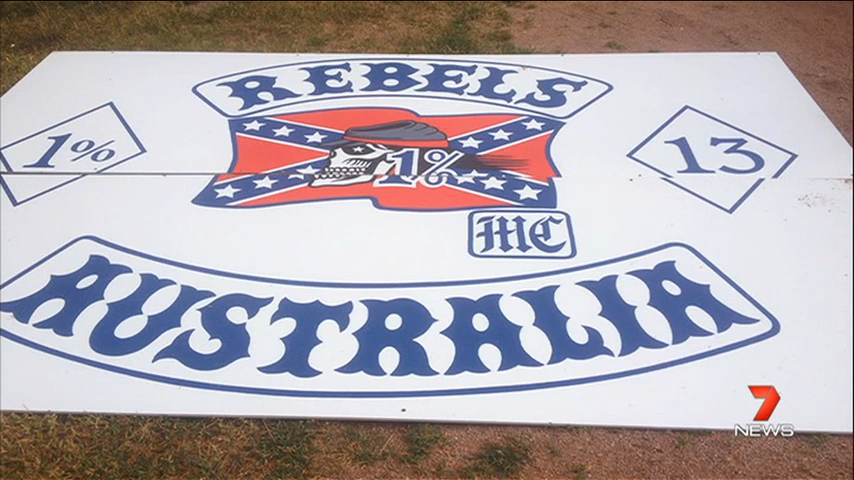 REBELS
1%
1%
13
MC
AUSTRALIA
7
NEWS